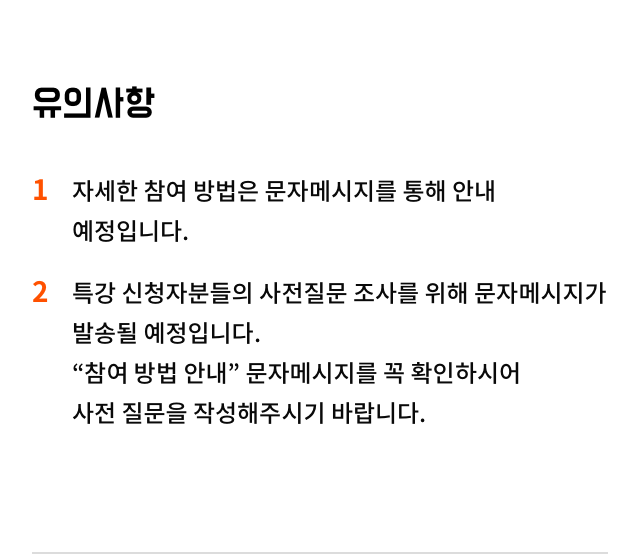 유의사항
1 자세한 참여 방법은 문자메시지를 통해 안내
예정입니다.
2 특강 신청자분들의 사전질문 조사를 위해 문자메시지가
발송될 예정입니다.
“참여 방법 안내” 문자메시지를 꼭 확인하시어
사전 질문을 작성해주시기 바랍니다.